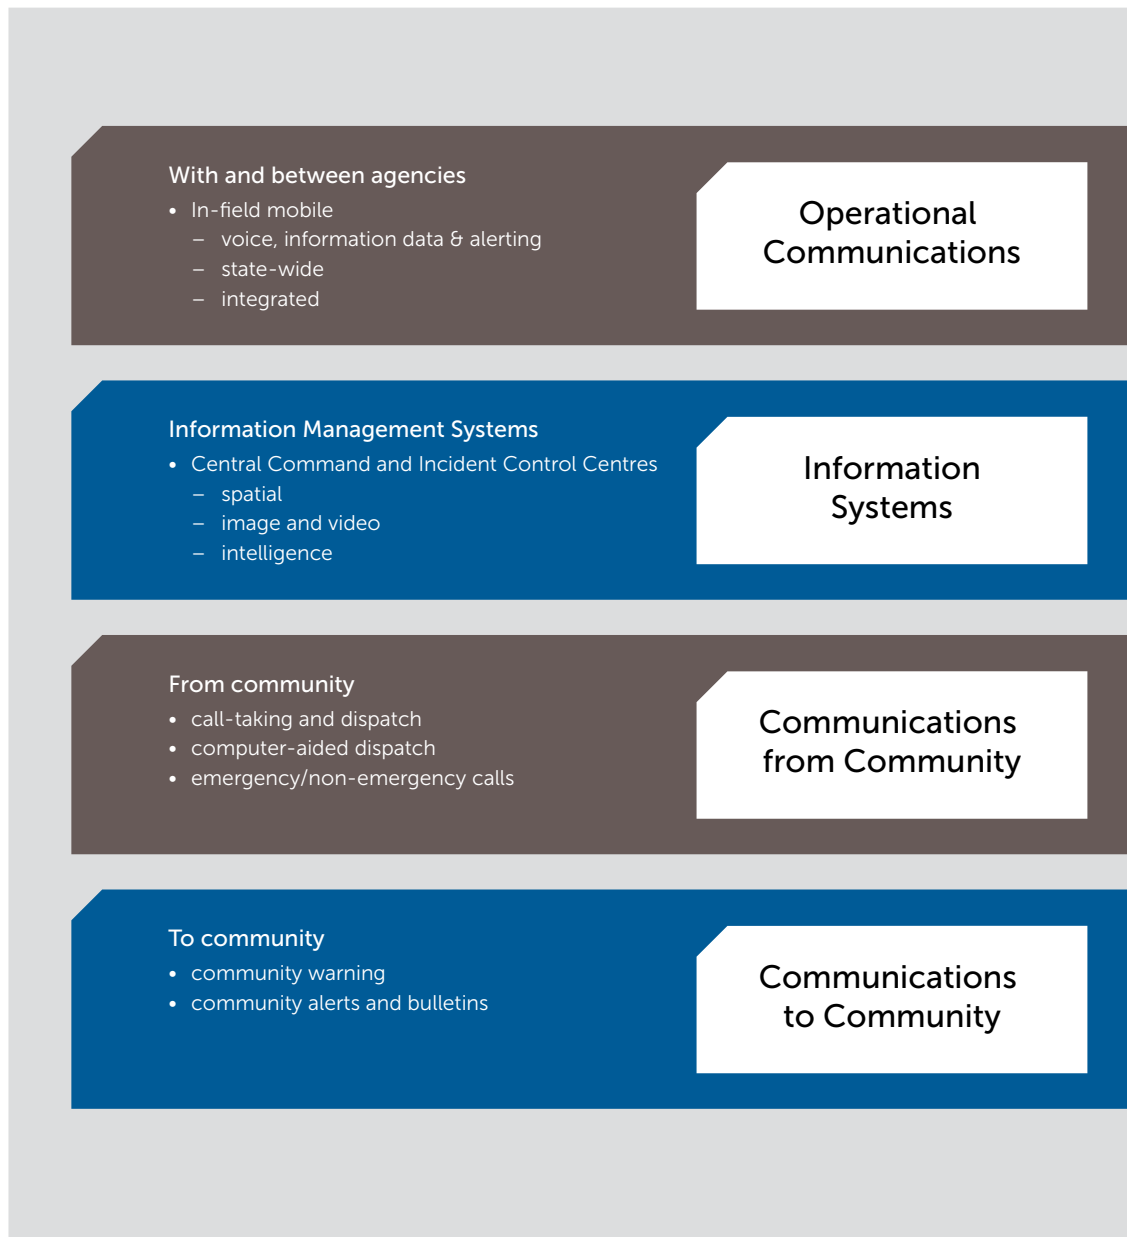 With and between agencies
• In-field mobile
– voice, information data & alerting
– state-wide
– integrated
Operational
Communications
Information Management Systems
• Central Command and Incident Control Centres
– spatial
– image and video
– intelligence
Information
Systems
From community
• call-taking and dispatch
• computer-aided dispatch
• emergency/non-emergency calls
Communications
from Community
To community
• community warning
• community alerts and bulletins
Communications
to Community